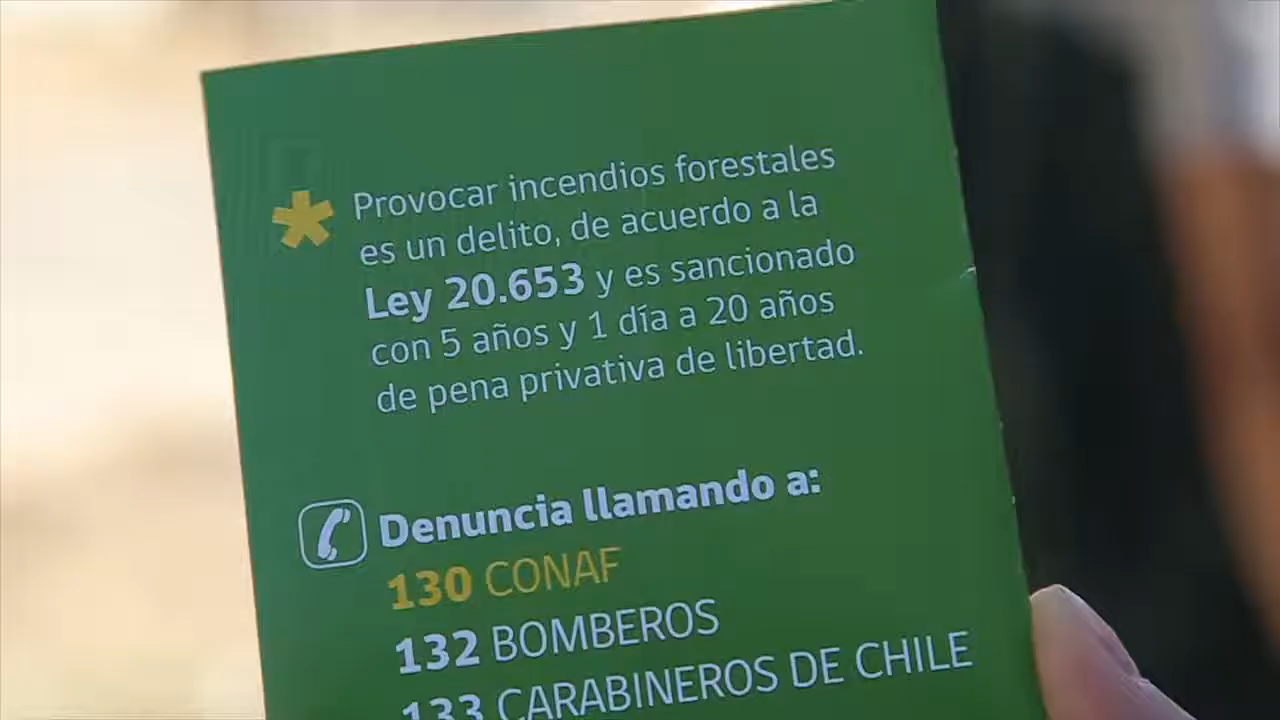 Provocar incendios forestales
es un delito, de acuerdo a la
Ley 20.653 y es sancionado
con 5 años y 1 día a 20 años
de pena privativa de libertad.
Denuncia llamando a:
130 CONAF
132 BOMBEROS
133 CARABINEROS DE CHILE